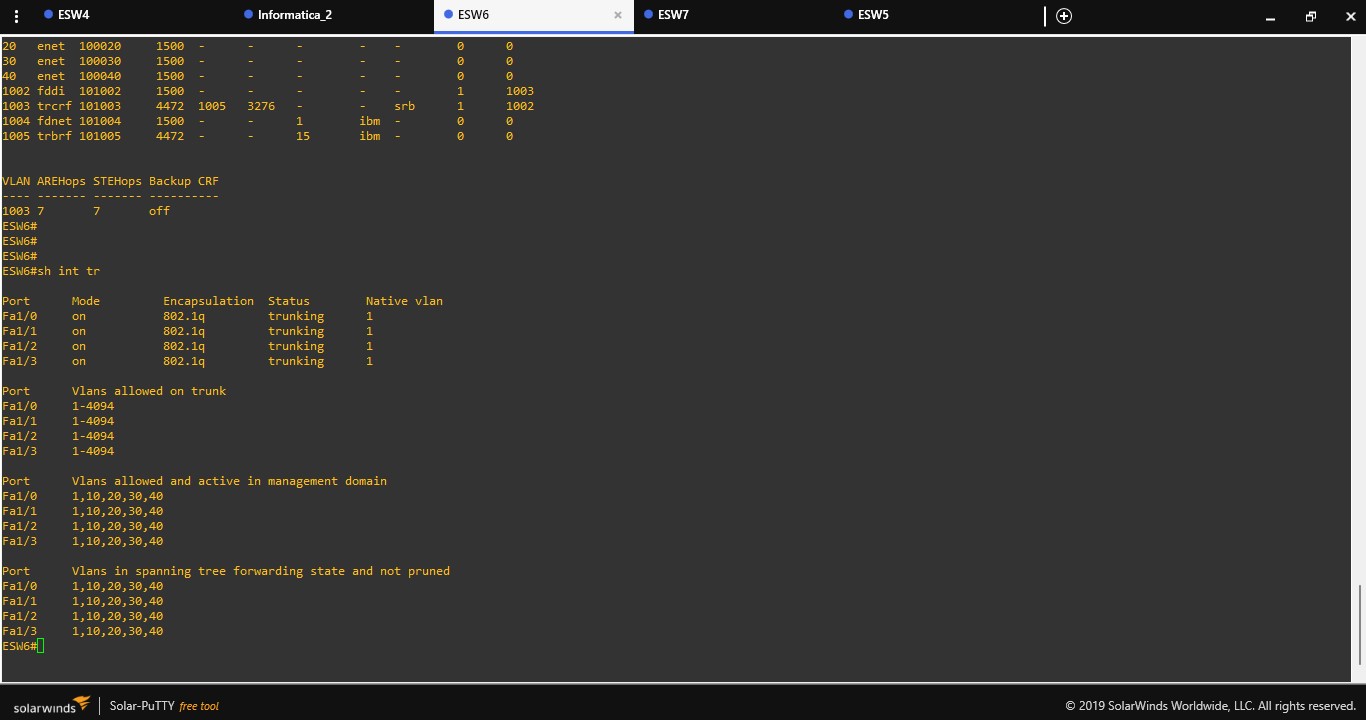 ESW4 Informatica_2 ESW6 × ESW7 ESW5
20 enet 100020 1500 - - - - - 0 0
30 enet 100030 1500 - - - - - 0 0
40 enet 100040 1500 - - - - - 0 0
1002 fddi 101002 1500 - - - - - 1 1003
1003 trcrf 101003 4472 1005 3276 - - srb 1 1002
1004 fdnet 101004 1500 - - 1 ibm - 0 0
1005 trbrf 101005 4472 - - 15 ibm - 0 0
VLAN AREHops STEHops Backup CRF
---- ------- ------- ----------
1003 7 7 off
ESW6#
ESW6#
ESW6#
ESW6#sh int tr
Port Mode Encapsulation Status Native vlan
Fa1/0 on 802.1q trunking 1
Fa1/1 on 802.1q trunking 1
Fa1/2 on 802.1q trunking 1
Fa1/3 on 802.1q trunking 1
Port Vlans allowed on trunk
Fa1/0 1-4094
Fa1/1 1-4094
Fa1/2 1-4094
Fa1/3 1-4094
Port Vlans allowed and active in management domain
Fa1/0 1,10,20,30,40
Fa1/1 1,10,20,30,40
Fa1/2 1,10,20,30,40
Fa1/3 1,10,20,30,40
Port Vlans in spanning tree forwarding state and not pruned
Fa1/0 1,10,20,30,40
Fa1/1 1,10,20,30,40
Fa1/2 1,10,20,30,40
Fa1/3 1,10,20,30,40
ESW6#
solarwinds Solar-PuTTY free tool © 2019 SolarWinds Worldwide, LLC. All rights reserved.